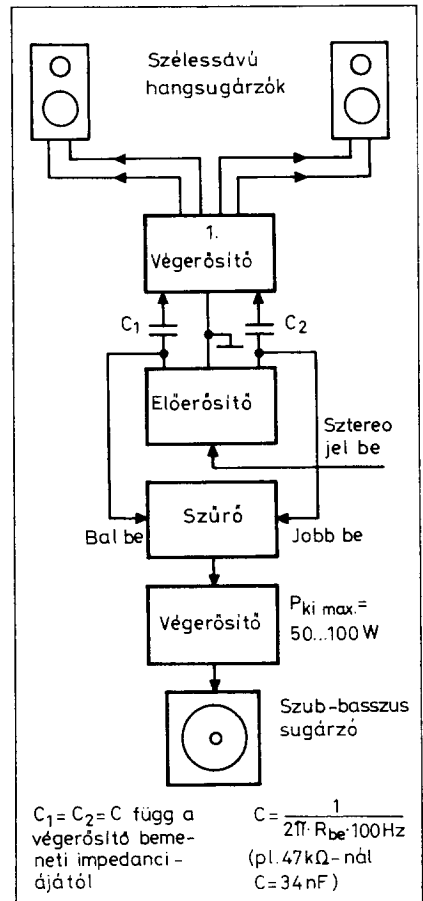 Szélessávú
hangsugárzók
1.
Végerősítő
C₁
C₂
Előerősítő
Sztereo
jel be
Szűrő
Bal be
Jobb be
Végerősítő
Pki max.=
50...100 W
Szub-basszus
sugárzó
C₁= C₂= C függ a
végerősítő beme-
neti impedanci-
ájától
C= 1
2π·Rbe·100Hz
(pl. 47kΩ-nál
C=34nF)